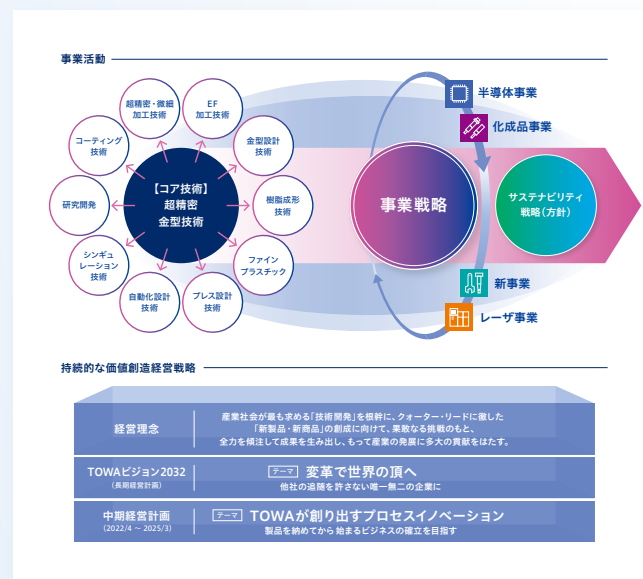 事業活動
超精密・微細
加工技術
EF
加工技術
コーティング
技術
金型設計
技術
研究開発
【コア技術】
超精密
金型技術
樹脂成形
技術
シンギュ
レーション
技術
ファイン
プラスチック
自動化設計
技術
プレス設計
技術
事業戦略
半導体事業
化成品事業
サステナビリティ
戦略(方針)
新事業
レーザ事業
持続的な価値創造経営戦略
経営理念
産業社会が最も求める「技術開発」を根幹に、クォーター・リードに徹した
「新製品・新商品」の創成に向けて、果敢なる挑戦のもと、
全力を傾注して成果を生み出し、もって産業の発展に多大の貢献をはたす。
TOWAビジョン2032
(長期経営計画)
テーマ 変革で世界の頂へ
他社の追随を許さない唯一無二の企業に
中期経営計画
(2022/4 ~ 2025/3)
テーマ TOWAが創り出すプロセスイノベーション
製品を納めてから始まるビジネスの確立を目指す